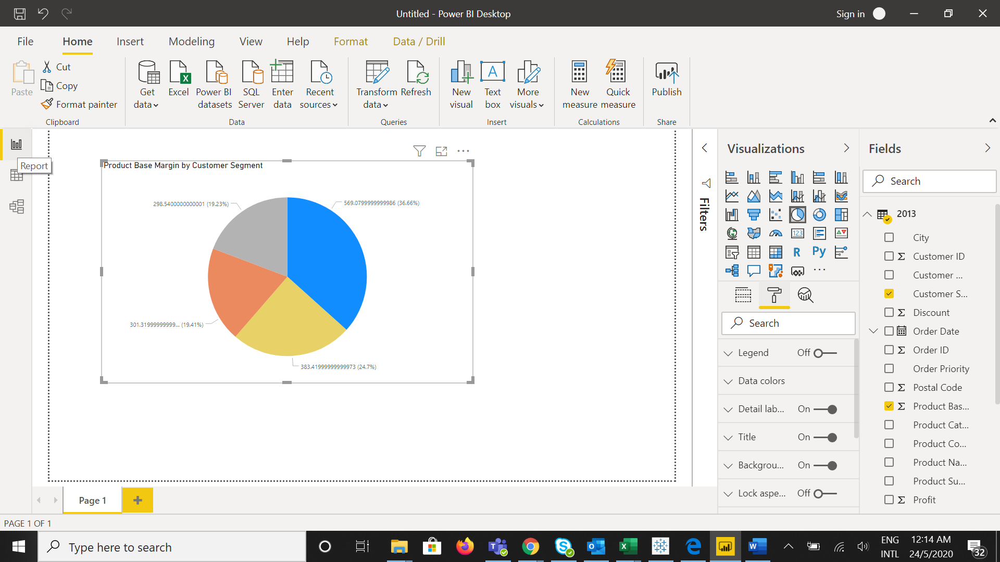 Untitled - Power BI Desktop
Sign in
File Home Insert Modeling View Help Format Data / Drill
Paste
Cut
Copy
Format painter
Clipboard
Get data
Excel
Power BI datasets
SQL Server
Enter data
Recent sources
Data
Transform data
Refresh
Queries
New visual
Text box
More visuals
Insert
New measure
Quick measure
Calculations
Publish
Share
Report
Product Base Margin by Customer Segment
298.5400000000001 (19.23%)
569.0799999999986 (36.66%)
301.31999999999... (19.41%)
383.41999999999973 (24.7%)
Filters
Visualizations
123
R
Py
Search
Legend Off
Data colors
Detail lab... On
Title On
Backgrou... On
Lock aspe... Off
Fields
Search
2013
City
Customer ID
Customer ...
Customer S...
Discount
Order Date
Order ID
Order Priority
Postal Code
Product Bas...
Product Cat...
Product Co...
Product Na...
Product Su...
Profit
Page 1
PAGE 1 OF 1
Type here to search
ENG
INTL
12:14 AM
24/5/2020
32